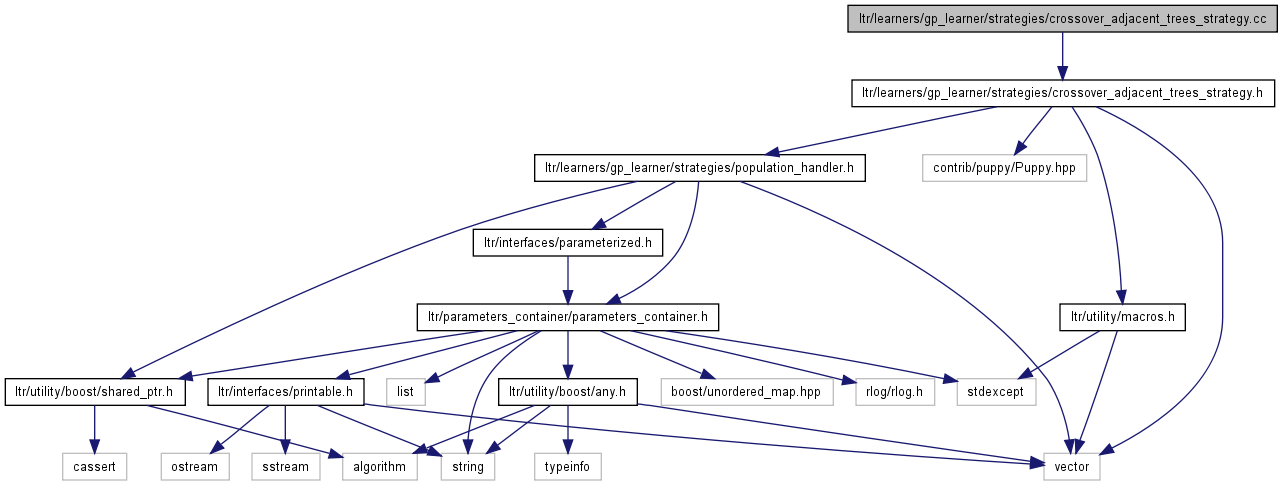 ltr/learners/gp_learner/strategies/crossover_adjacent_trees_strategy.cc
ltr/learners/gp_learner/strategies/crossover_adjacent_trees_strategy.h
ltr/learners/gp_learner/strategies/population_handler.h
contrib/puppy/Puppy.hpp
ltr/interfaces/parameterized.h
ltr/parameters_container/parameters_container.h
ltr/utility/macros.h
ltr/utility/boost/shared_ptr.h
ltr/interfaces/printable.h
list
ltr/utility/boost/any.h
boost/unordered_map.hpp
rlog/rlog.h
stdexcept
cassert
ostream
sstream
algorithm
string
typeinfo
vector